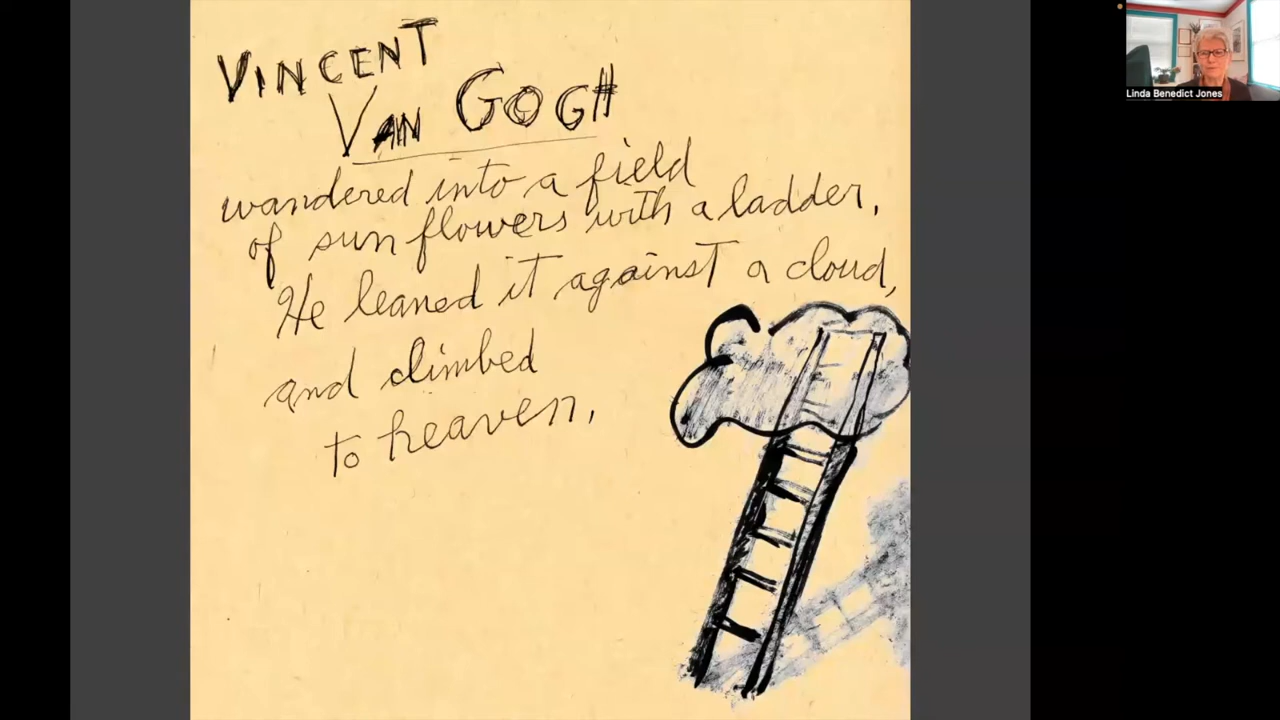 VINCENT
VAN GOGH
wandered into a field
of sun flowers with a ladder.
He leaned it against a cloud,
and climbed
to heaven.
Linda Benedict Jones